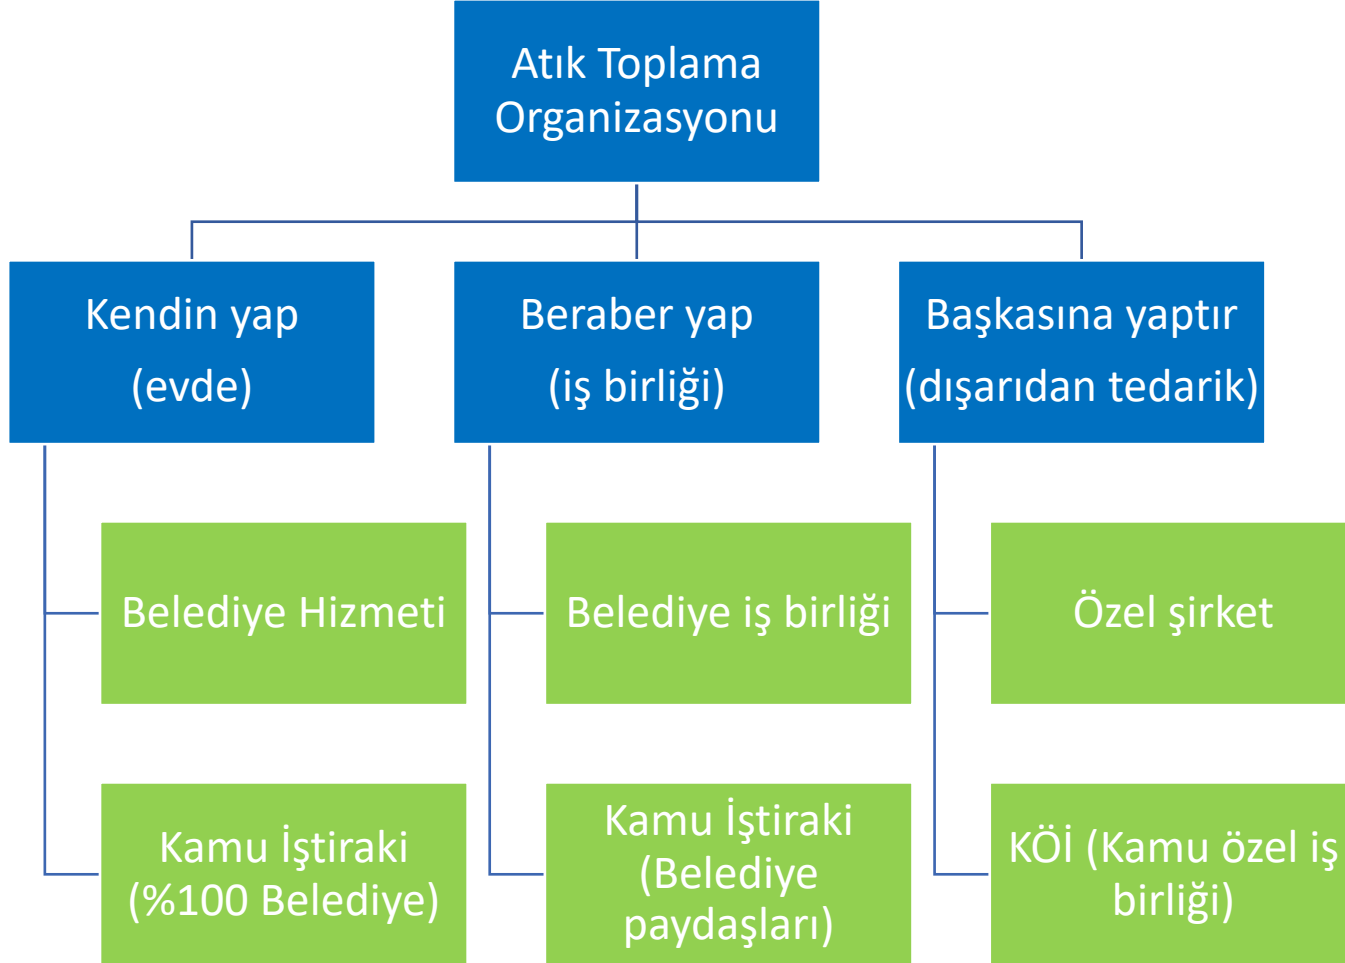 Atık Toplama
Organizasyonu
Kendin yap
(evde)
Beraber yap
(iş birliği)
Başkasına yaptır
(dışarıdan tedarik)
Belediye Hizmeti
Belediye iş birliği
Özel şirket
Kamu İştiraki
(%100 Belediye)
Kamu İştiraki
(Belediye
paydaşları)
KÖİ (Kamu özel iş
birliği)